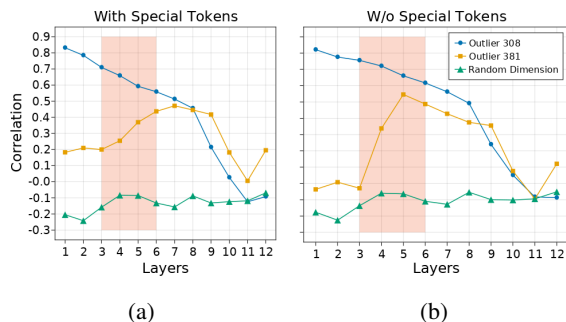 With Special Tokens
Correlation
0.9
0.8
0.7
0.6
0.5
0.4
0.3
0.2
0.1
-0.0
-0.1
-0.2
-0.3
1 2 3 4 5 6 7 8 9 10 11 12
Layers
(a)
W/o Special Tokens
Outlier 308
Outlier 381
Random Dimension
1 2 3 4 5 6 7 8 9 10 11 12
Layers
(b)